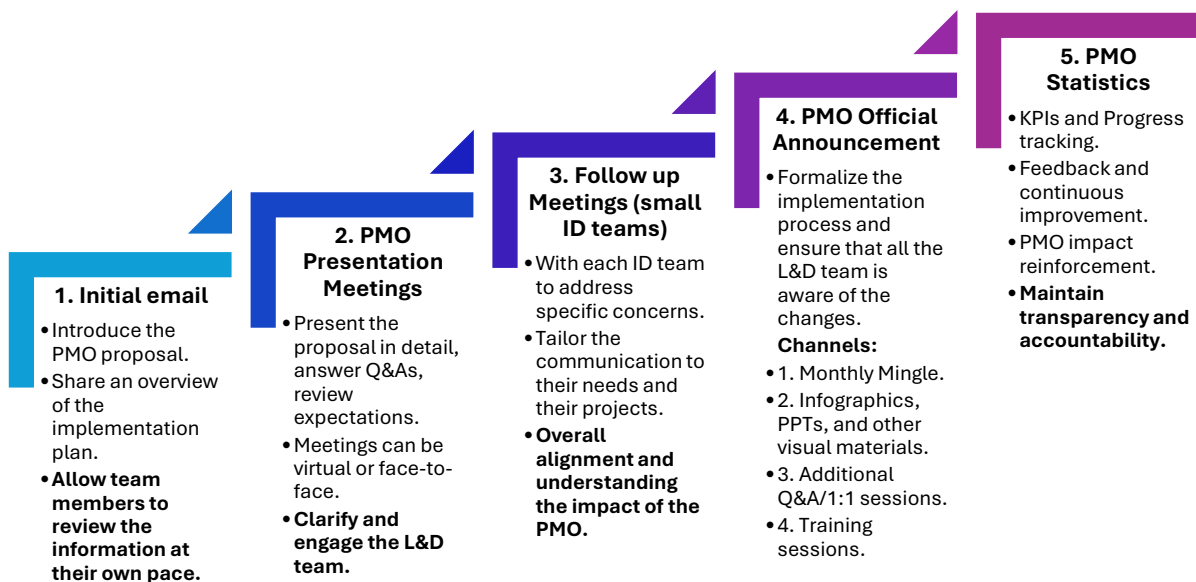 1. Initial email
•Introduce the
PMO proposal.
•Share an overview
of the
implementation
plan.
•Allow team
members to
review the
information at
their own pace.
2. PMO
Presentation
Meetings
•Present the
proposal in detail,
answer Q&As,
review
expectations.
•Meetings can be
virtual or face-to-
face.
•Clarify and
engage the L&D
team.
3. Follow up
Meetings (small
ID teams)
•With each ID team
to address
specific concerns.
•Tailor the
communication to
their needs and
their projects.
•Overall
alignment and
understanding
the impact of the
PMO.
4. PMO Official
Announcement
•Formalize the
implementation
process and
ensure that all the
L&D team is
aware of the
changes.
Channels:
•1. Monthly Mingle.
•2. Infographics,
PPTs, and other
visual materials.
•3. Additional
Q&A/1:1 sessions.
•4. Training
sessions.
5. PMO
Statistics
•KPIs and Progress
tracking.
•Feedback and
continuous
improvement.
•PMO impact
reinforcement.
•Maintain
transparency and
accountability.